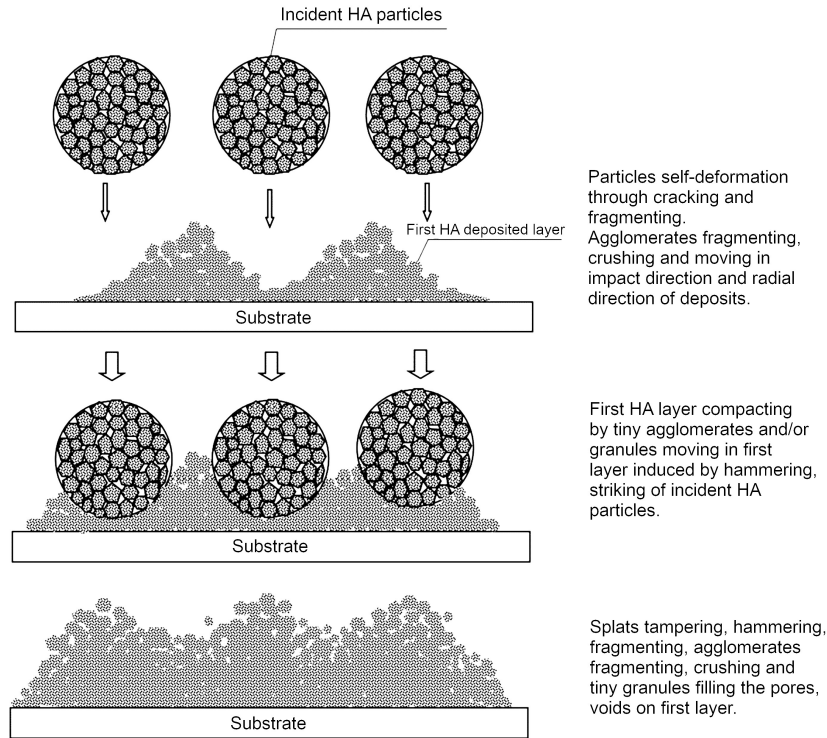 Incident HA particles
Particles self-deformation
through cracking and
fragmenting.
Agglomerates fragmenting,
crushing and moving in
impact direction and radial
direction of deposits.
First HA deposited layer
Substrate
First HA layer compacting
by tiny agglomerates and/or
granules moving in first
layer induced by hammering,
striking of incident HA
particles.
Substrate
Splats tampering, hammering,
fragmenting, agglomerates
fragmenting, crushing and
tiny granules filling the pores,
voids on first layer.
Substrate